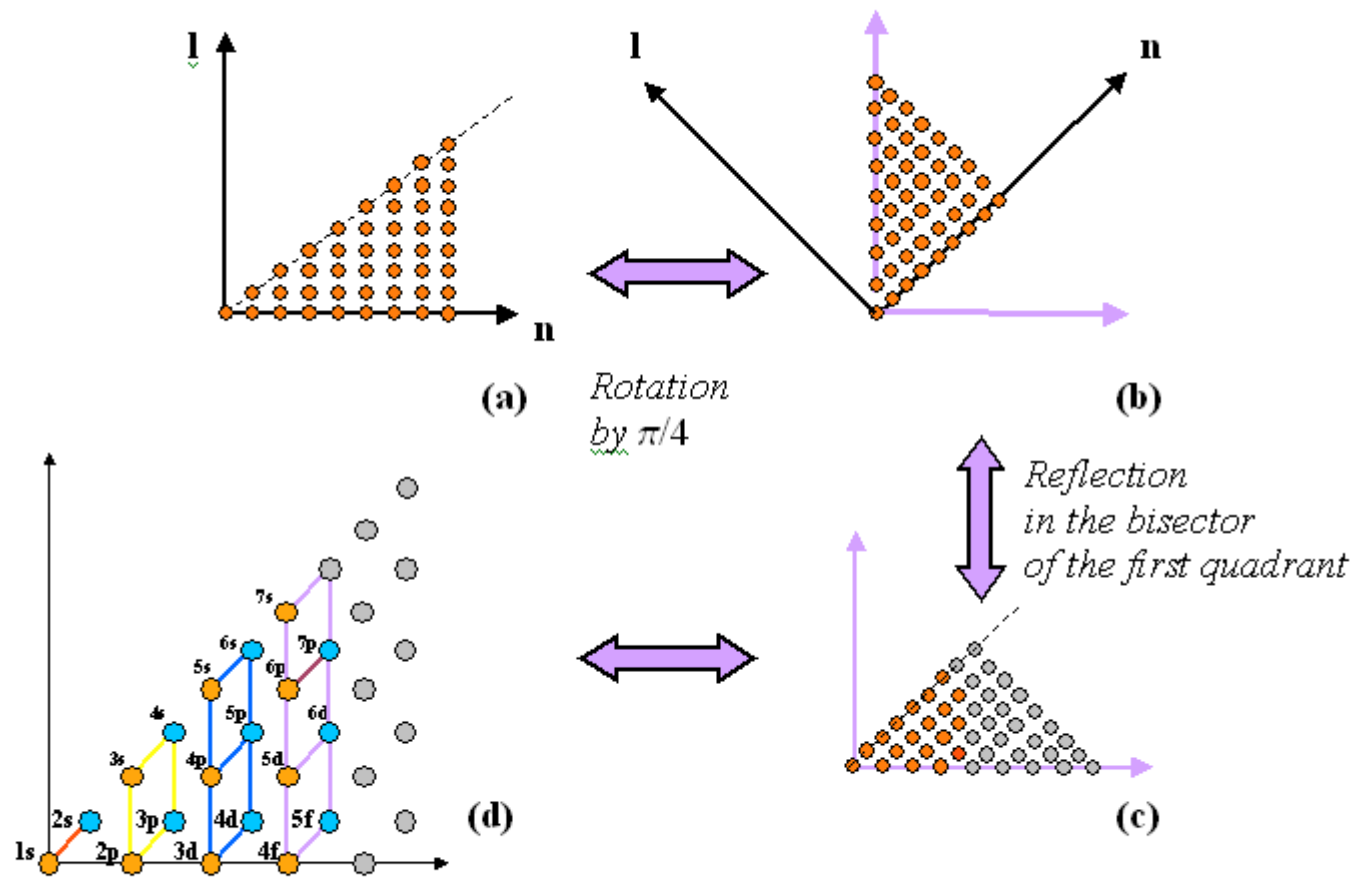 l
n
(a)
l
n
(b)
Rotation
by π/4
Reflection
in the bisector
of the first quadrant
(c)
7s
6s
7p
5s
6p
4s
5p
6d
3s
4p
5d
2s
3p
4d
5f
1s
2p
3d
4f
(d)